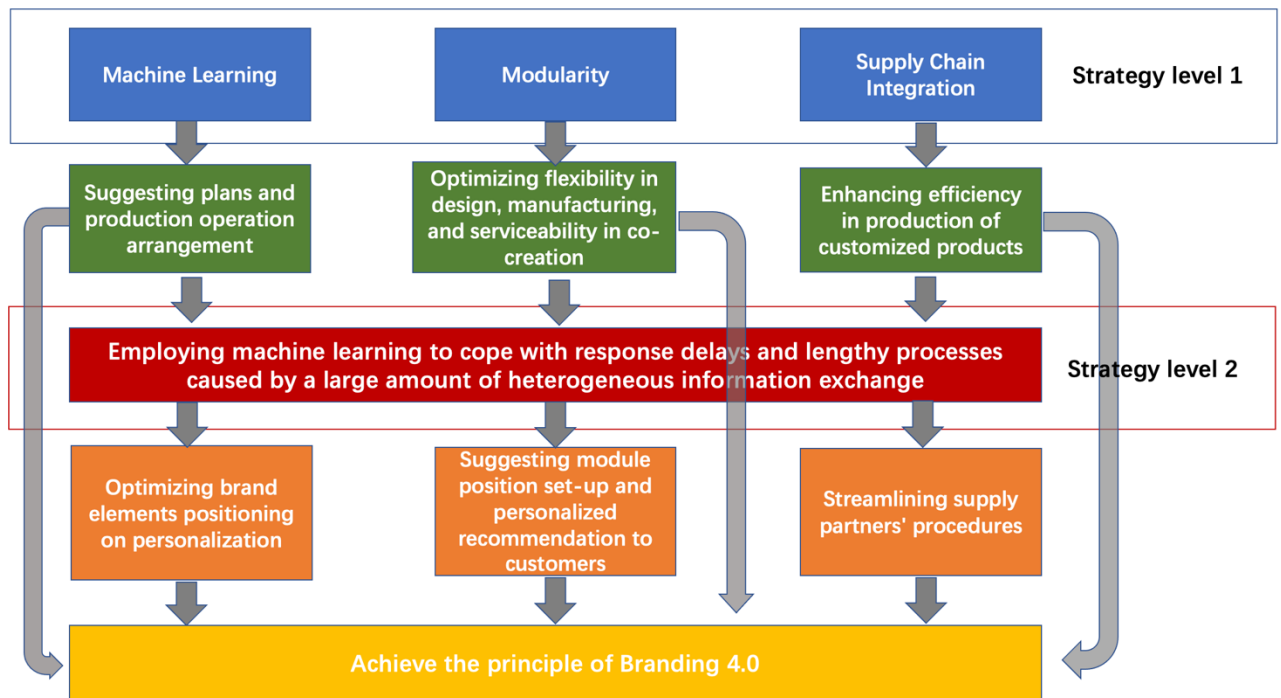 Machine Learning
Modularity
Supply Chain
Integration
Strategy level 1
Suggesting plans and
production operation
arrangement
Optimizing flexibility in
design, manufacturing,
and serviceability in co-
creation
Enhancing efficiency
in production of
customized products
Employing machine learning to cope with response delays and lengthy processes
caused by a large amount of heterogeneous information exchange
Strategy level 2
Optimizing brand
elements positioning
on personalization
Suggesting module
position set-up and
personalized
recommendation to
customers
Streamlining supply
partners' procedures
Achieve the principle of Branding 4.0